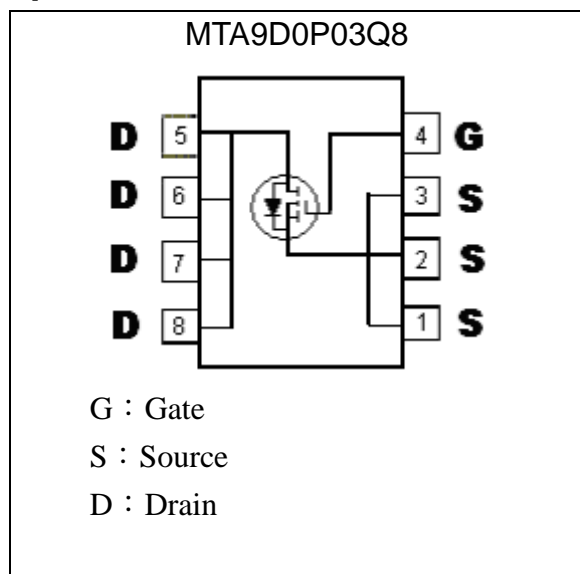 MTA9D0P03Q8
D 5 4 G
D 6 3 S
D 7 2 S
D 8 1 S
G：Gate
S：Source
D：Drain